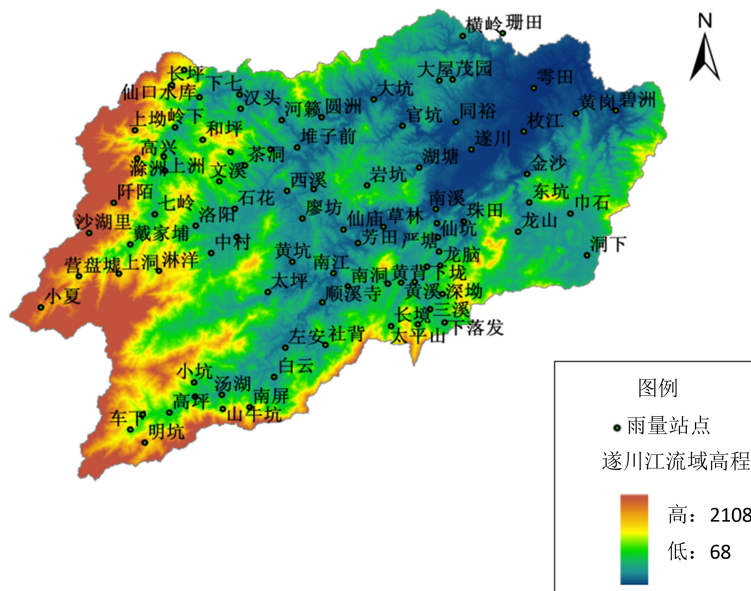 横岭
珊田
N
长坪
下七
仙口水库
汉头
大屋
茂园
零田
大坑
河籁
圆洲
黄岗
碧洲
上坳
岭下
和坪
官坑
同裕
枚江
堆子前
遂川
高兴
滁洲
上洲
茶洞
湖塘
文溪
岩坑
金沙
阡陌
西溪
七岭
石花
东坑
巾石
洛阳
廖坊
南溪
沙湖里
戴家埔
仙庙
草林
仙坑
珠田
龙山
中村
芳田
严塘
龙脑
洞下
营盘墟
上洞
淋洋
黄坑
南江
下垅
太坪
南洞
黄背
小夏
顺溪寺
黄溪
深坳
三溪
长境
下落发
左安
社背
太平山
小坑
白云
汤湖
高坪
南屏
车下
山牛坑
明坑
图例
雨量站点
遂川江流域高程
高：2108
低：68